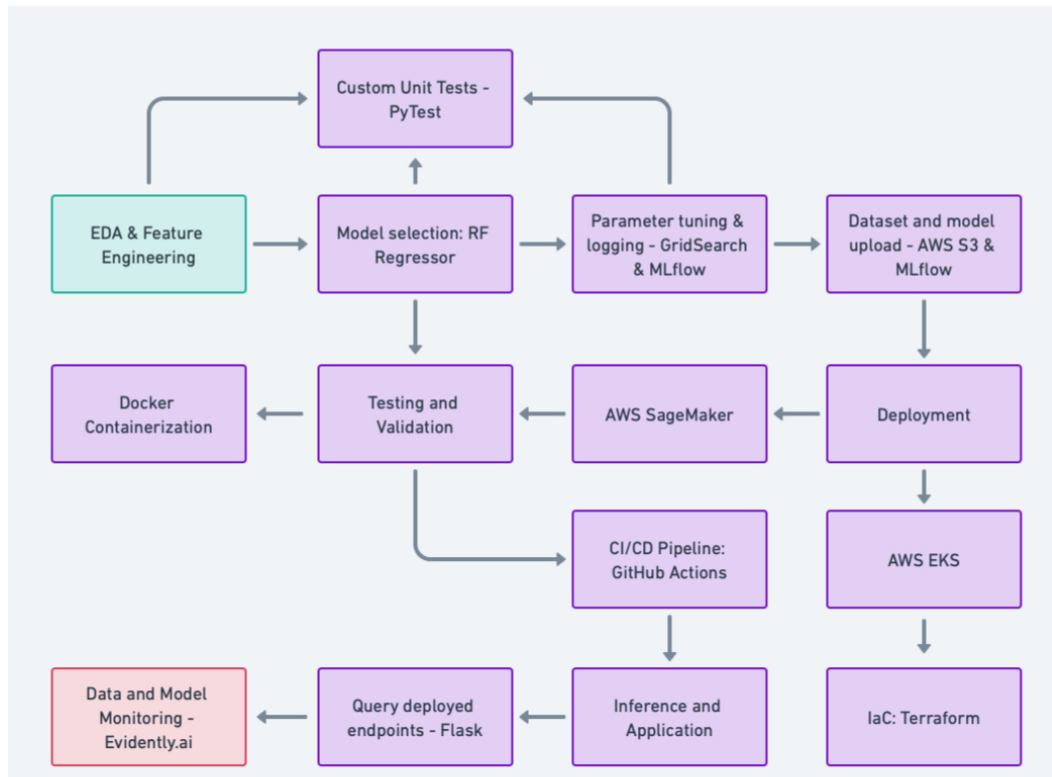 Custom Unit Tests -
PyTest
EDA & Feature
Engineering
Model selection: RF
Regressor
Parameter tuning &
logging - GridSearch
& MLflow
Dataset and model
upload - AWS S3 &
MLflow
Docker
Containerization
Testing and
Validation
AWS SageMaker
Deployment
CI/CD Pipeline:
GitHub Actions
AWS EKS
Data and Model
Monitoring -
Evidently.ai
Query deployed
endpoints - Flask
Inference and
Application
IaC: Terraform